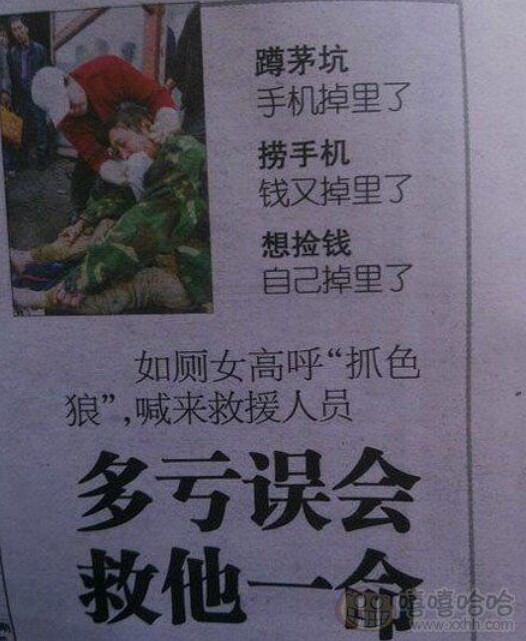 蹲茅坑
手机掉里了
捞手机
钱又掉里了
想捡钱
自己掉里了
如厕女高呼“抓色
狼”,喊来救援人员
多亏误会
救他一命
嘻嘻哈哈
www.xxhh.com